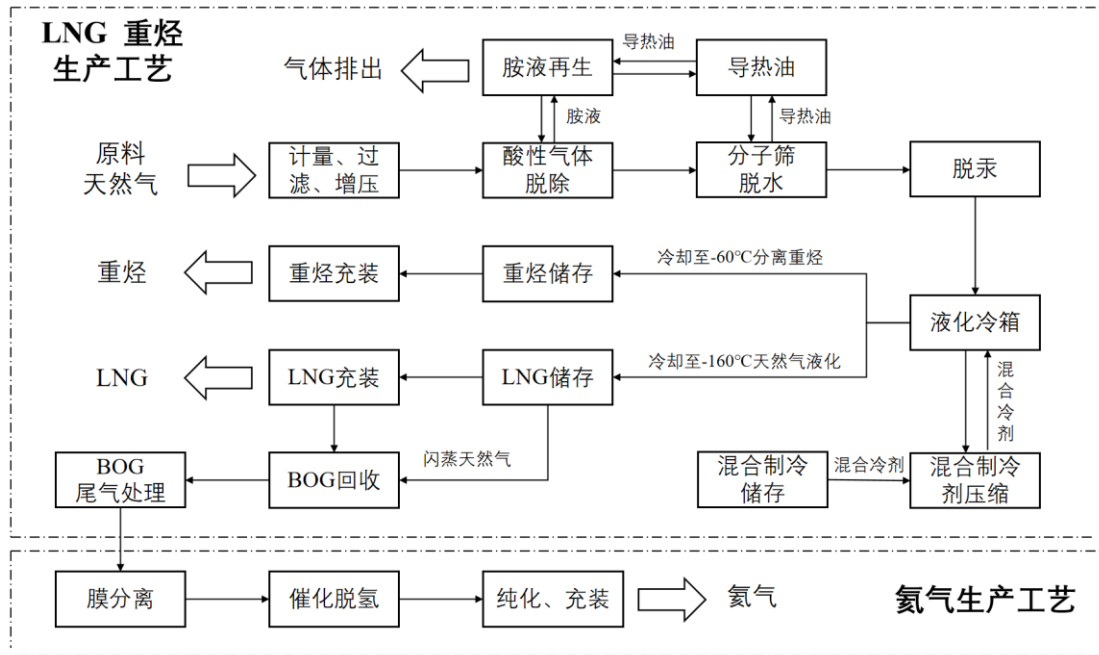 LNG 重烃
生产工艺
气体排出
胺液再生
导热油
导热油
胺液
导热油
原料
天然气
计量、过
滤、增压
酸性气体
脱除
分子筛
脱水
脱汞
重烃
重烃充装
重烃储存
冷却至-60℃分离重烃
液化冷箱
LNG
LNG充装
LNG储存
冷却至-160℃天然气液化
混
合
冷
剂
BOG
尾气处理
BOG回收
闪蒸天然气
混合制冷
储存
混合冷剂
混合制冷
剂压缩
膜分离
催化脱氢
纯化、充装
氦气
氦气生产工艺